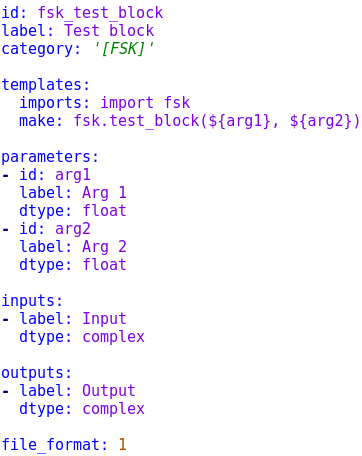 id: fsk_test_block
label: Test block
category: '[FSK]'

templates:
  imports: import fsk
  make: fsk.test_block(${arg1}, ${arg2})

parameters:
- id: arg1
  label: Arg 1
  dtype: float
- id: arg2
  label: Arg 2
  dtype: float

inputs:
- label: Input
  dtype: complex

outputs:
- label: Output
  dtype: complex

file_format: 1